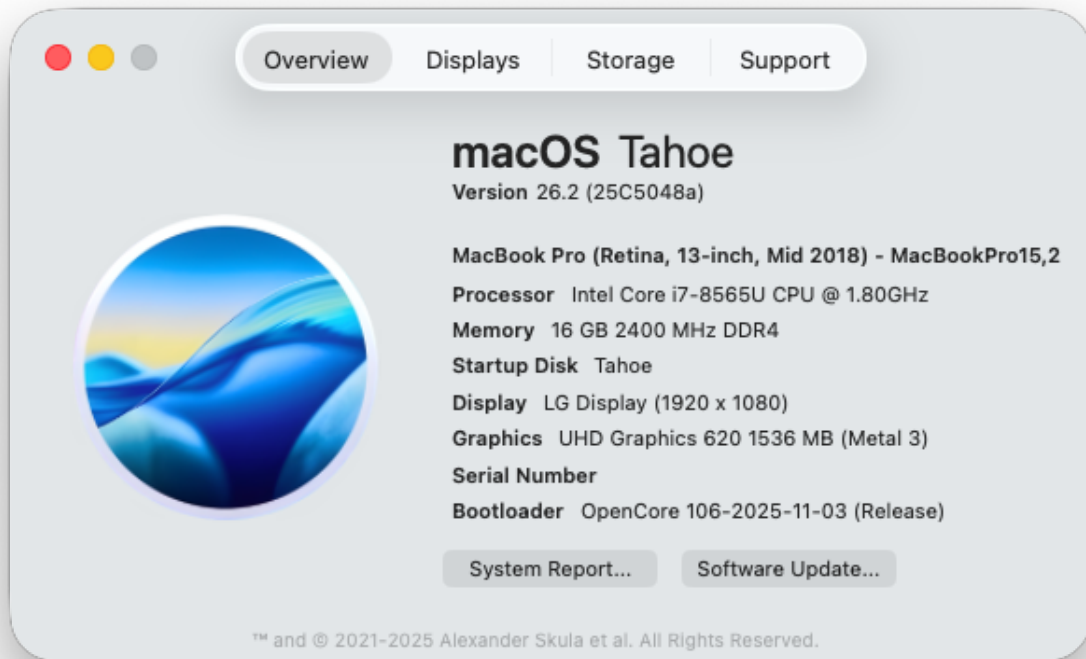 Overview Displays Storage Support
macOS Tahoe
Version 26.2 (25C5048a)
MacBook Pro (Retina, 13-inch, Mid 2018) - MacBookPro15,2
Processor Intel Core i7-8565U CPU @ 1.80GHz
Memory 16 GB 2400 MHz DDR4
Startup Disk Tahoe
Display LG Display (1920 x 1080)
Graphics UHD Graphics 620 1536 MB (Metal 3)
Serial Number
Bootloader OpenCore 106-2025-11-03 (Release)
System Report... Software Update...
™ and © 2021-2025 Alexander Skula et al. All Rights Reserved.